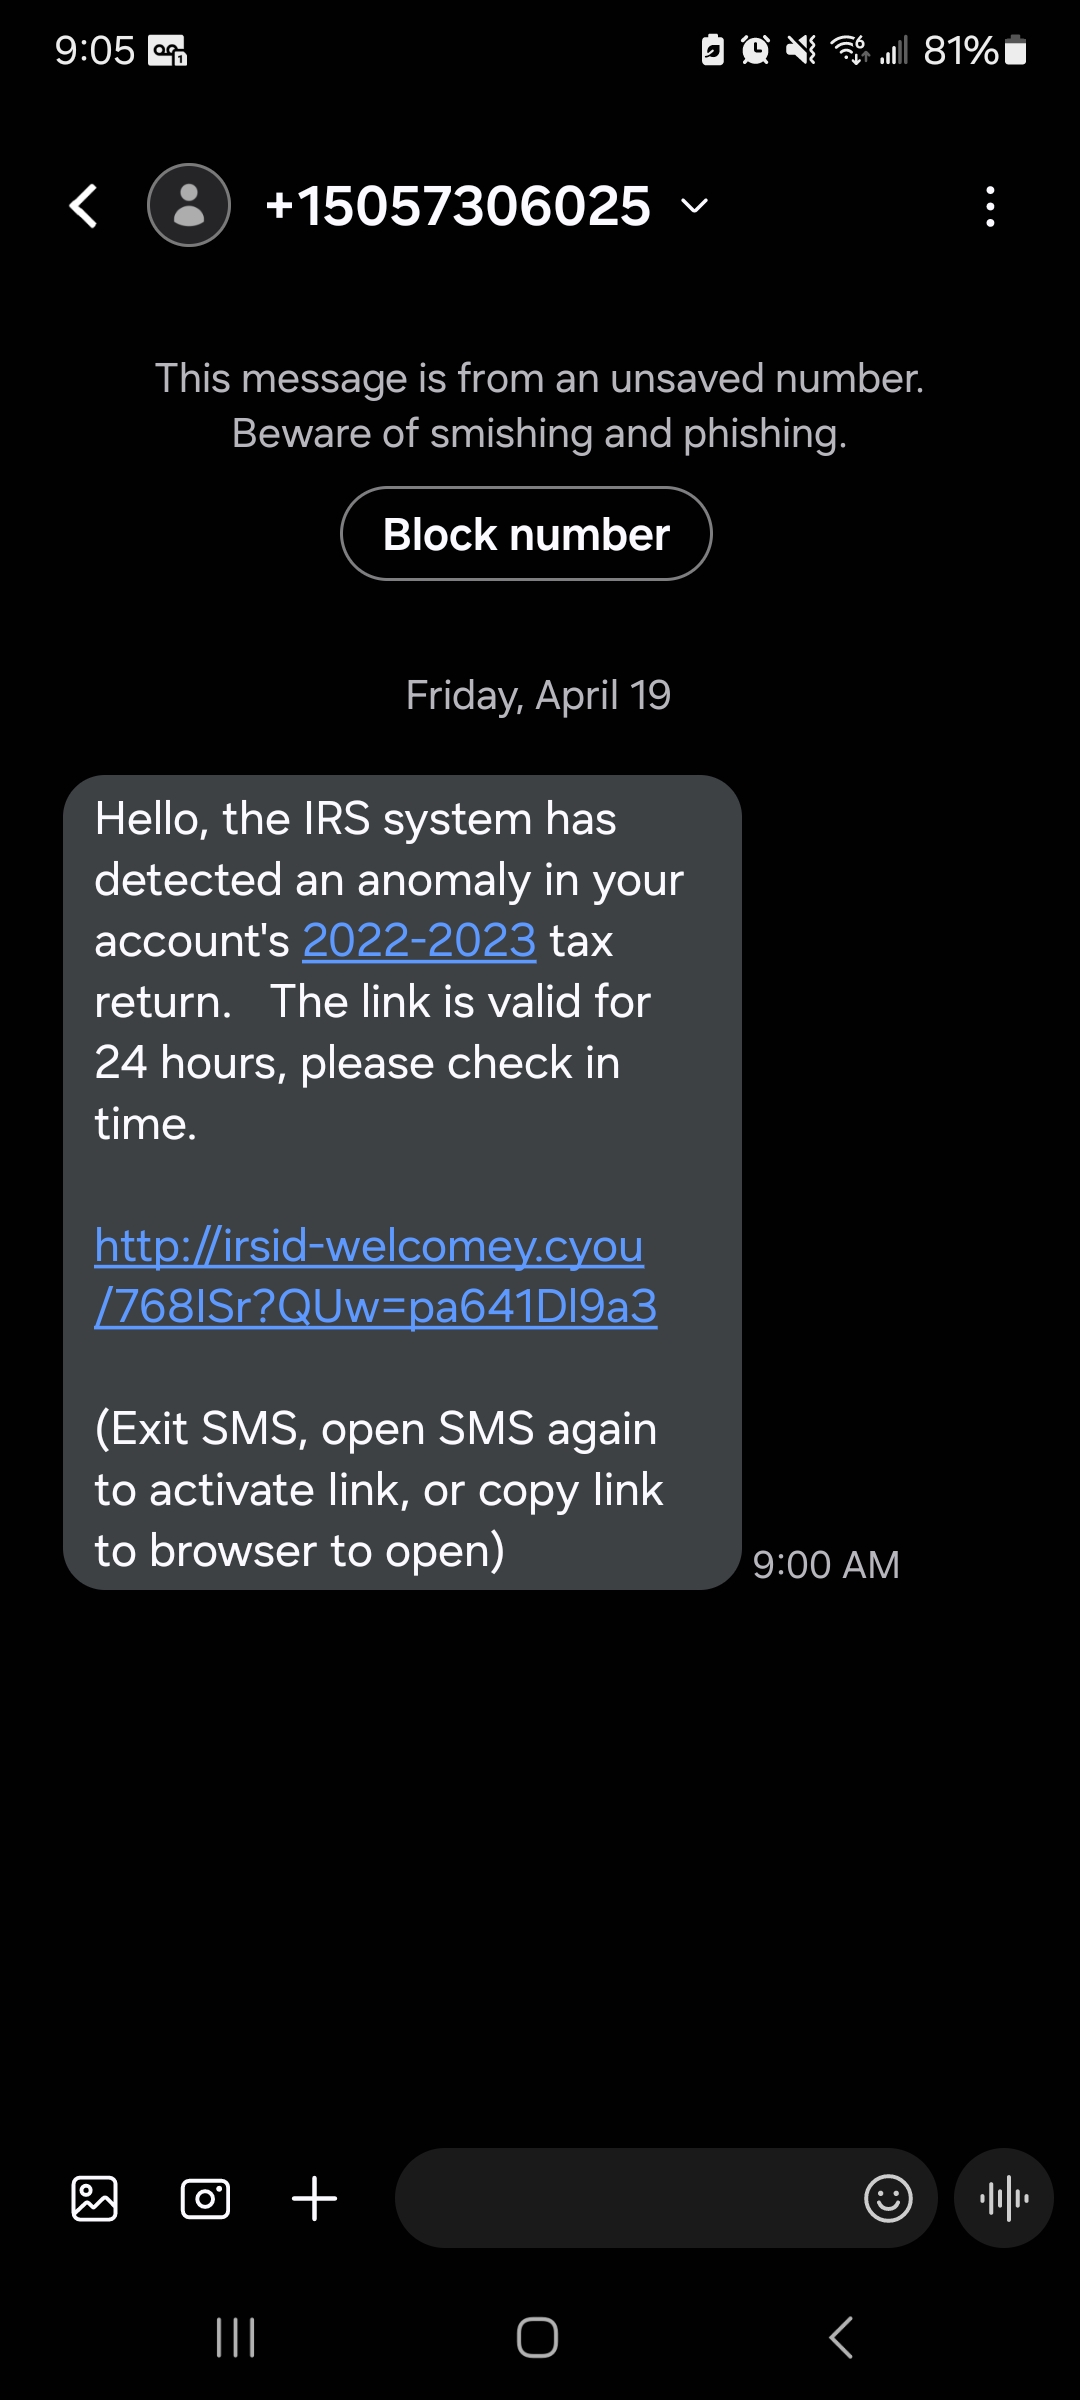 9:05
81%
+15057306025
This message is from an unsaved number.
Beware of smishing and phishing.
Block number
Friday, April 19
Hello, the IRS system has
detected an anomaly in your
account's 2022-2023 tax
return.   The link is valid for
24 hours, please check in
time.
http://irsid-welcomey.cyou
/768ISr?QUw=pa641Dl9a3
(Exit SMS, open SMS again
to activate link, or copy link
to browser to open)
9:00 AM